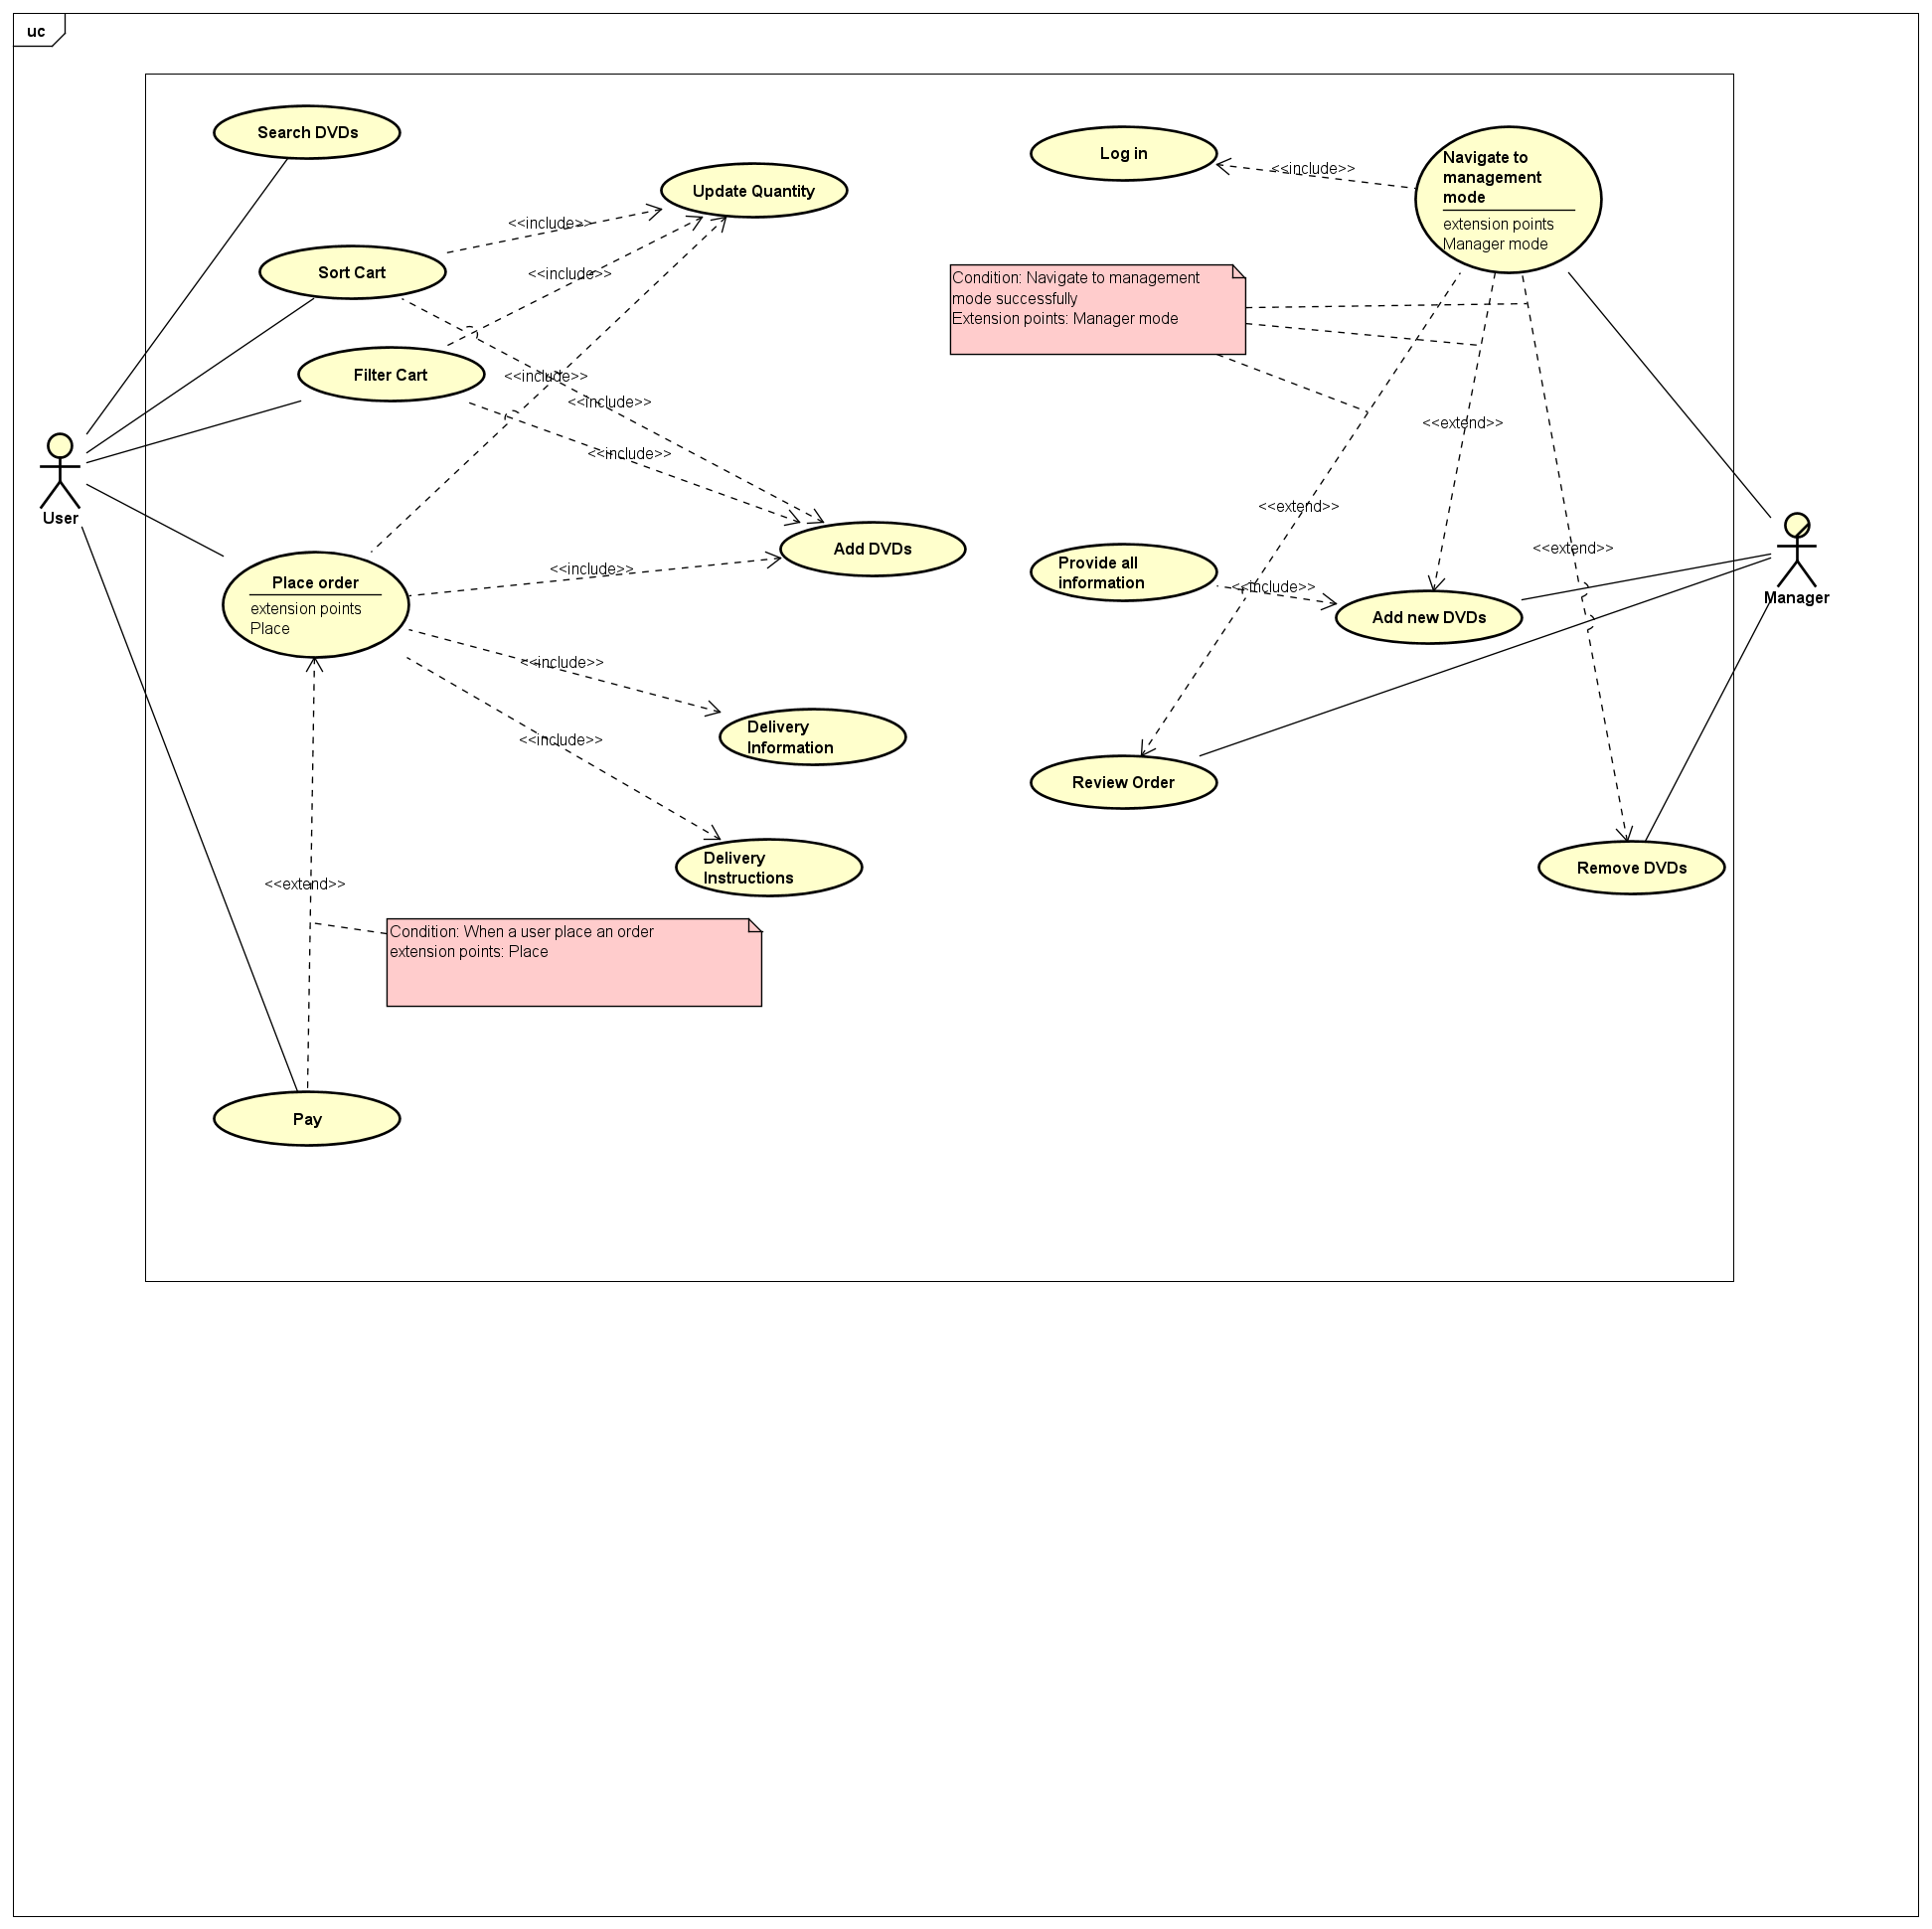 uc
Search DVDs
Log in
Navigate to
management
mode
extension points
Manager mode
<<include>>
Update Quantity
<<include>>
Sort Cart
<<include>>
Condition: Navigate to management
mode successfully
Extension points: Manager mode
Filter Cart
<<include>>
<<include>>
<<extend>>
<<include>>
<<extend>>
User
Add DVDs
<<extend>>
Provide all
information
<<include>>
Place order
extension points
Place
<<include>>
Manager
Add new DVDs
<<include>>
Delivery
Information
<<include>>
Review Order
Delivery
Instructions
Remove DVDs
<<extend>>
Condition: When a user place an order
extension points: Place
Pay